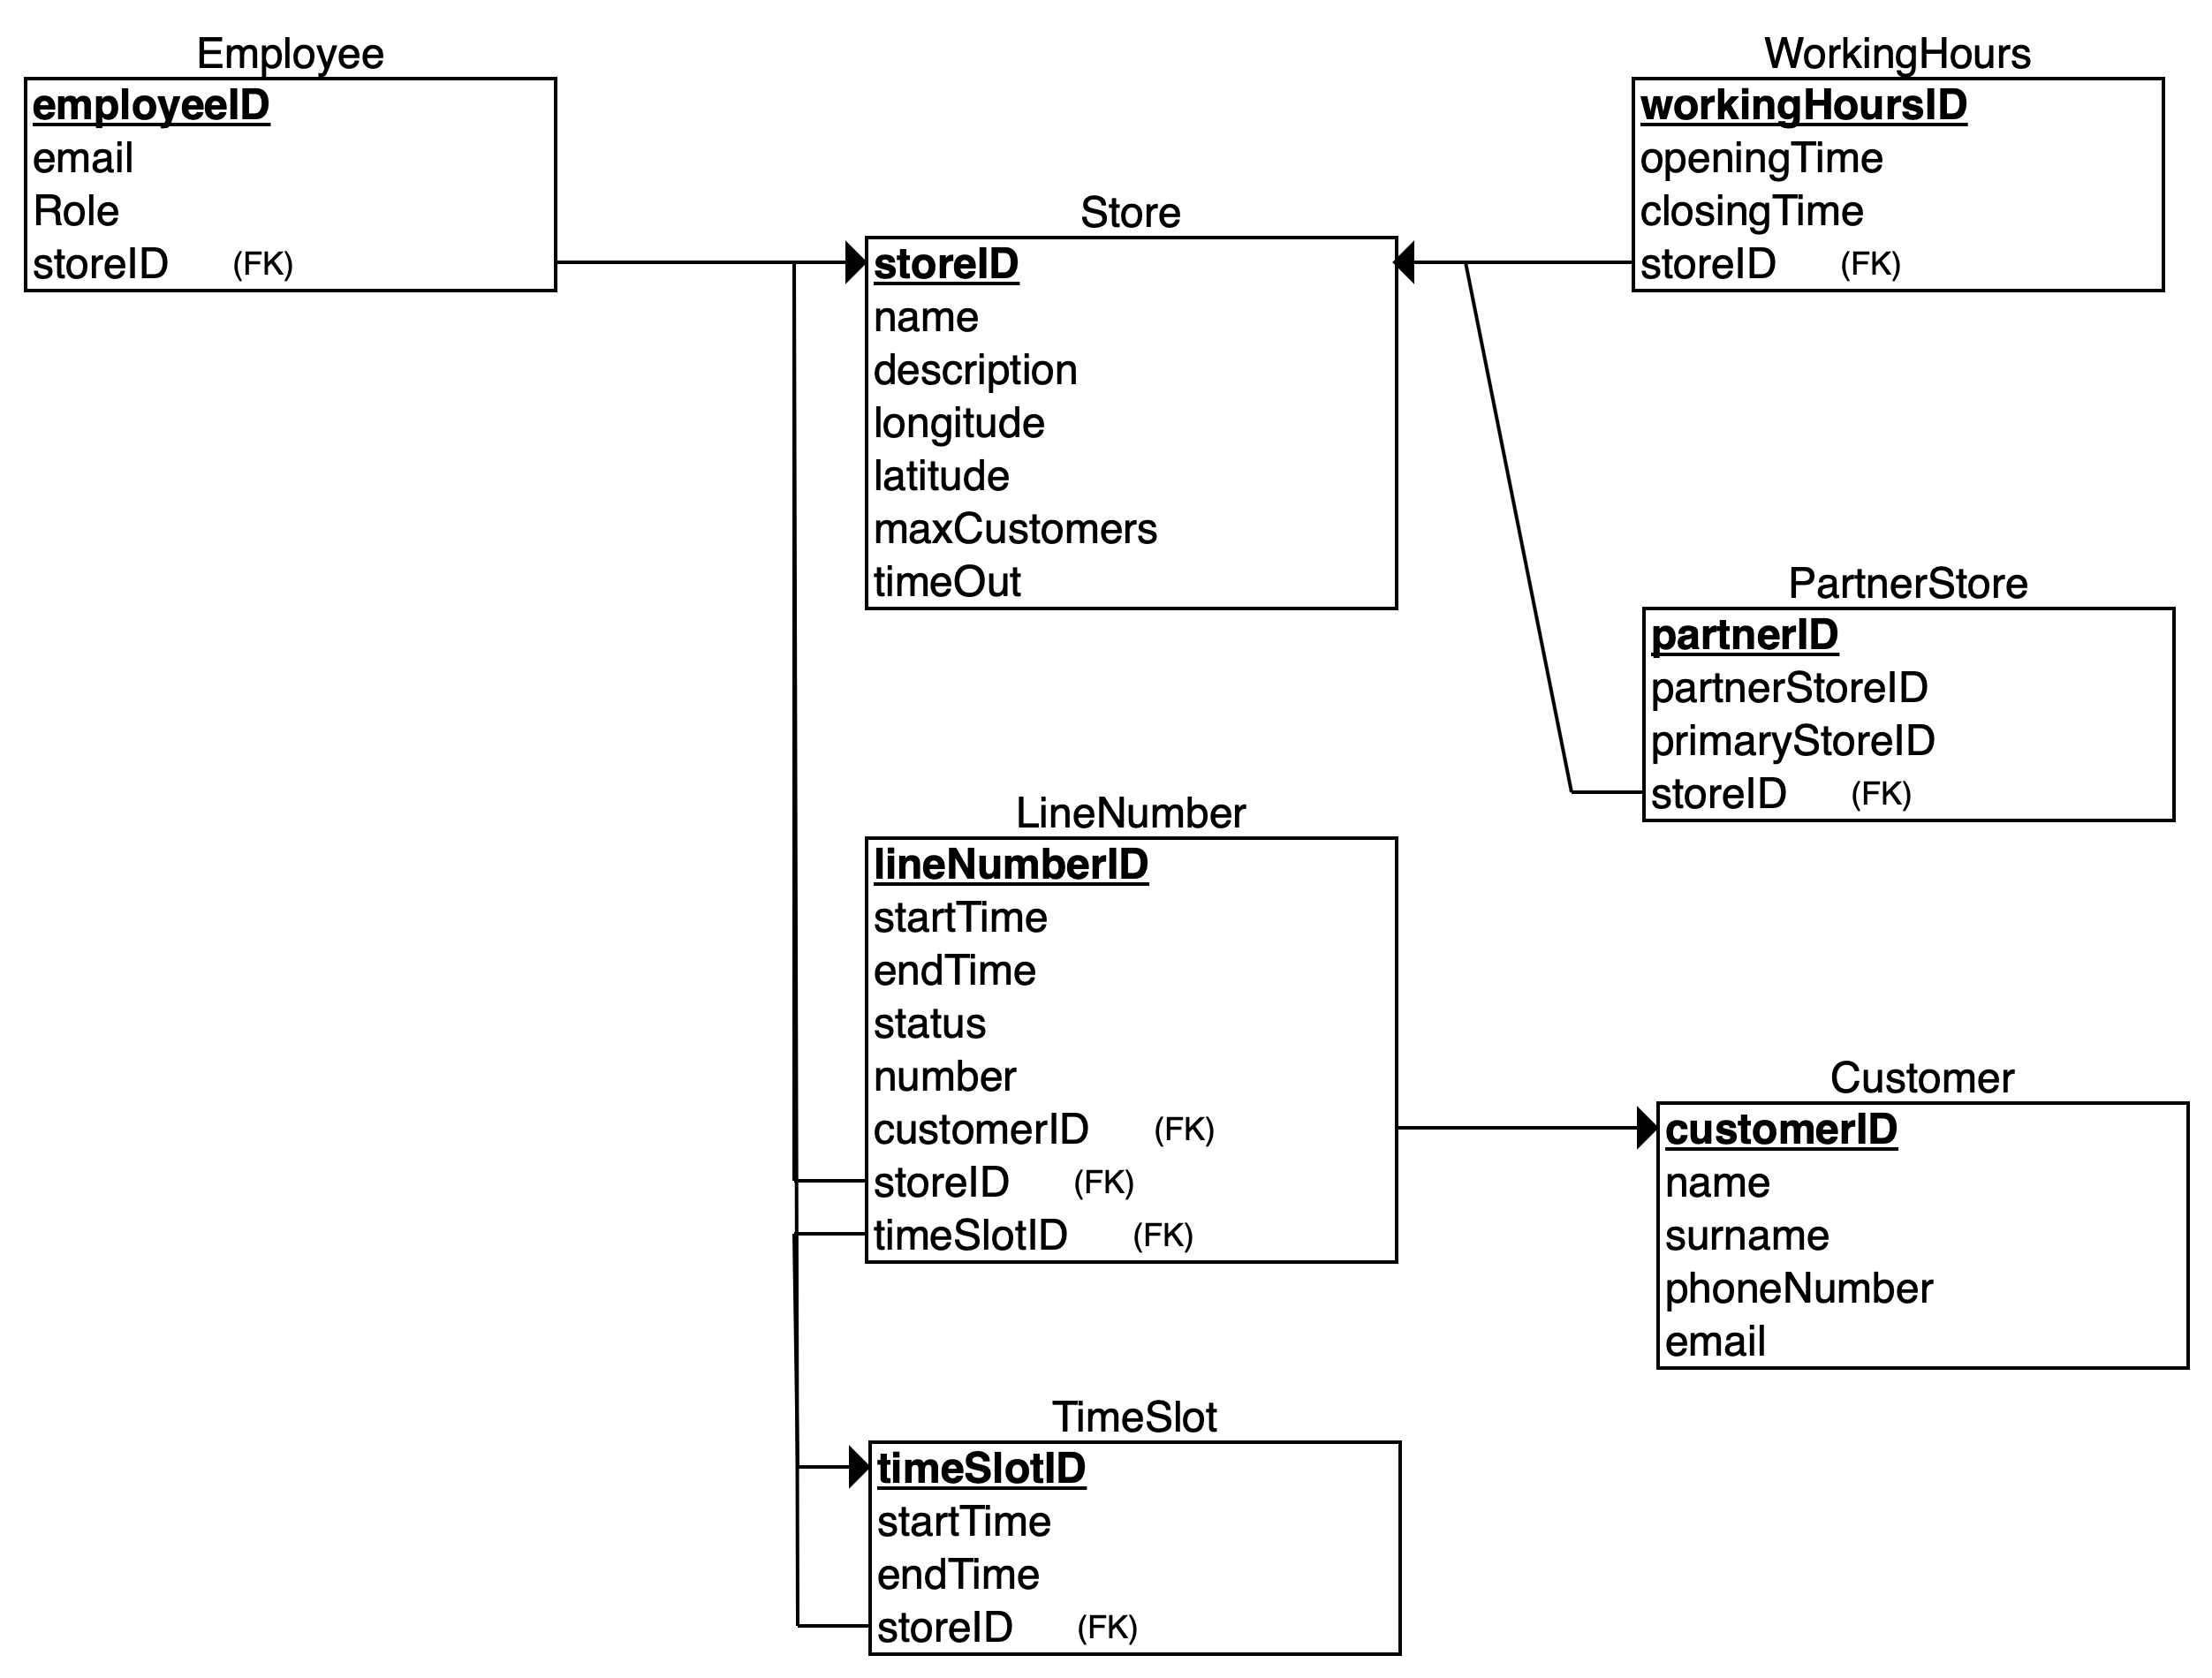 Employee
employeeID
email
Role
storeID (FK)
WorkingHours
workingHoursID
openingTime
closingTime
storeID (FK)
Store
storeID
name
description
longitude
latitude
maxCustomers
timeOut
PartnerStore
partnerID
partnerStoreID
primaryStoreID
storeID (FK)
LineNumber
lineNumberID
startTime
endTime
status
number
customerID (FK)
storeID (FK)
timeSlotID (FK)
Customer
customerID
name
surname
phoneNumber
email
TimeSlot
timeSlotID
startTime
endTime
storeID (FK)